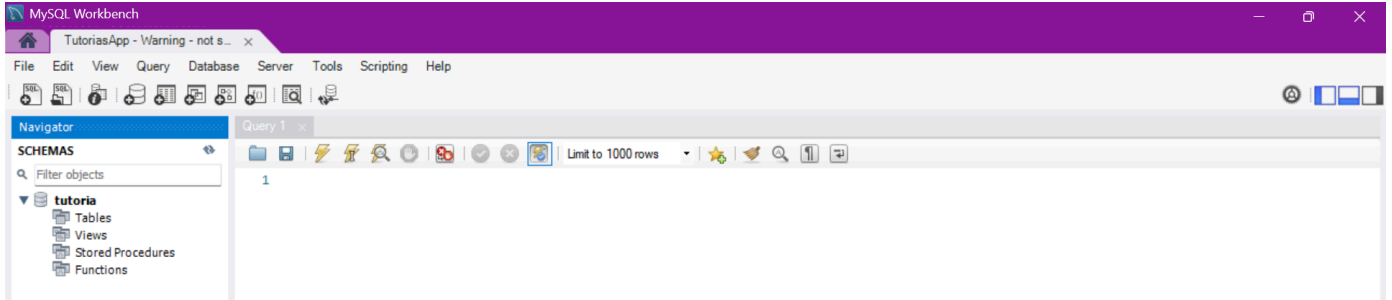 MySQL Workbench
TutoriasApp - Warning - not s...
File Edit View Query Database Server Tools Scripting Help
Navigator
Query 1
SCHEMAS
Limit to 1000 rows
Filter objects
1
tutoria
Tables
Views
Stored Procedures
Functions